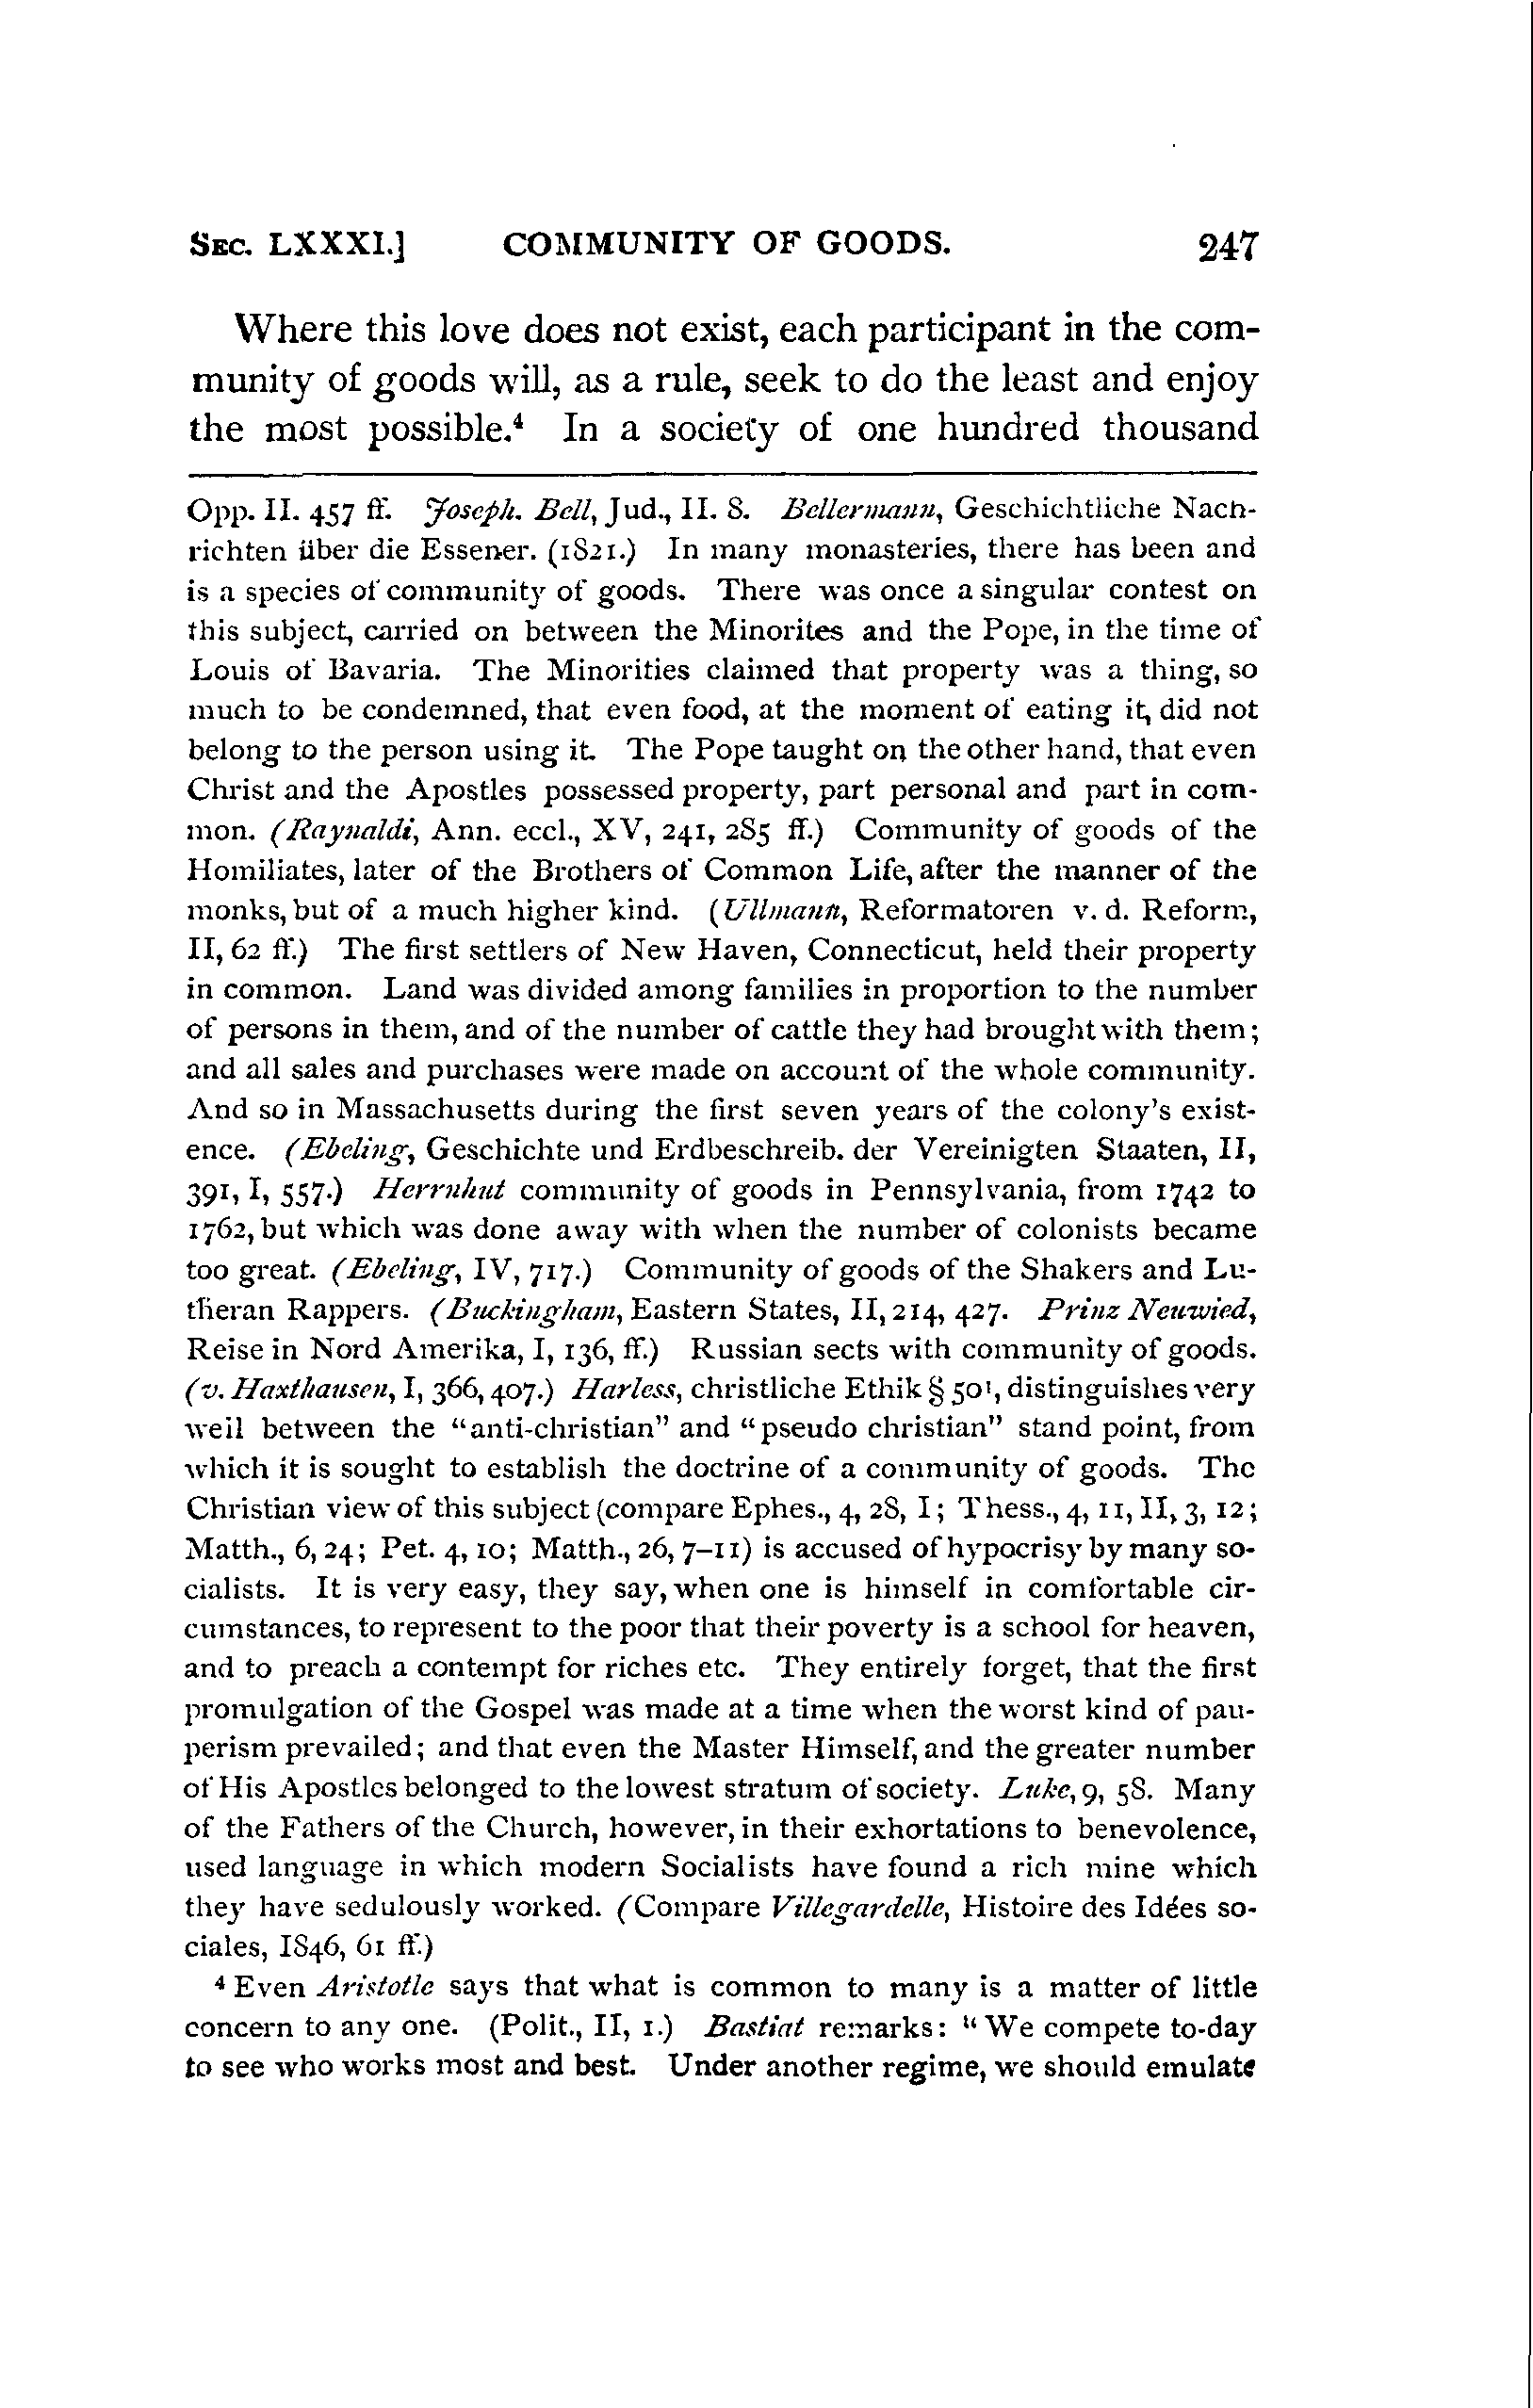 SEC. LXXXI.] COMMUNITY OF GOODS. 247
Where this love does not exist, each participant in the com-
munity of goods will, as a rule, seek to do the least and enjoy
the most possible.⁴ In a society of one hundred thousand
Opp. II. 457 ff. Joseph. Bell, Jud., II. 8. Bellermann, Geschichtliche Nach-
richten über die Essener. (1821.) In many monasteries, there has been and
is a species of community of goods. There was once a singular contest on
this subject, carried on between the Minorites and the Pope, in the time of
Louis of Bavaria. The Minorities claimed that property was a thing, so
much to be condemned, that even food, at the moment of eating it, did not
belong to the person using it. The Pope taught on the other hand, that even
Christ and the Apostles possessed property, part personal and part in com-
mon. (Raynaldi, Ann. eccl., XV, 241, 285 ff.) Community of goods of the
Homiliates, later of the Brothers of Common Life, after the manner of the
monks, but of a much higher kind. (Ullmann, Reformatoren v. d. Reform.,
II, 62 ff.) The first settlers of New Haven, Connecticut, held their property
in common. Land was divided among families in proportion to the number
of persons in them, and of the number of cattle they had brought with them;
and all sales and purchases were made on account of the whole community.
And so in Massachusetts during the first seven years of the colony's exist-
ence. (Ebeling, Geschichte und Erdbeschreib. der Vereinigten Staaten, II,
391, I, 557.) Herrnhut community of goods in Pennsylvania, from 1742 to
1762, but which was done away with when the number of colonists became
too great. (Ebeling, IV, 717.) Community of goods of the Shakers and Lu-
theran Rappers. (Buckingham, Eastern States, II, 214, 427. Prinz Neuwied,
Reise in Nord Amerika, I, 136, ff.) Russian sects with community of goods.
(v. Haxthausen, I, 366, 407.) Harless, christliche Ethik § 50¹, distinguishes very
well between the "anti-christian" and "pseudo christian" stand point, from
which it is sought to establish the doctrine of a community of goods. The
Christian view of this subject (compare Ephes., 4, 28, I; Thess., 4, 11, II, 3, 12;
Matth., 6, 24; Pet. 4, 10; Matth., 26, 7–11) is accused of hypocrisy by many so-
cialists. It is very easy, they say, when one is himself in comfortable cir-
cumstances, to represent to the poor that their poverty is a school for heaven,
and to preach a contempt for riches etc. They entirely forget, that the first
promulgation of the Gospel was made at a time when the worst kind of pau-
perism prevailed; and that even the Master Himself, and the greater number
of His Apostles belonged to the lowest stratum of society. Luke, 9, 58. Many
of the Fathers of the Church, however, in their exhortations to benevolence,
used language in which modern Socialists have found a rich mine which
they have sedulously worked. (Compare Villegardelle, Histoire des Idées so-
ciales, 1846, 61 ff.)
⁴ Even Aristotle says that what is common to many is a matter of little
concern to any one. (Polit., II, 1.) Bastiat remarks: "We compete to-day
to see who works most and best. Under another regime, we should emulate